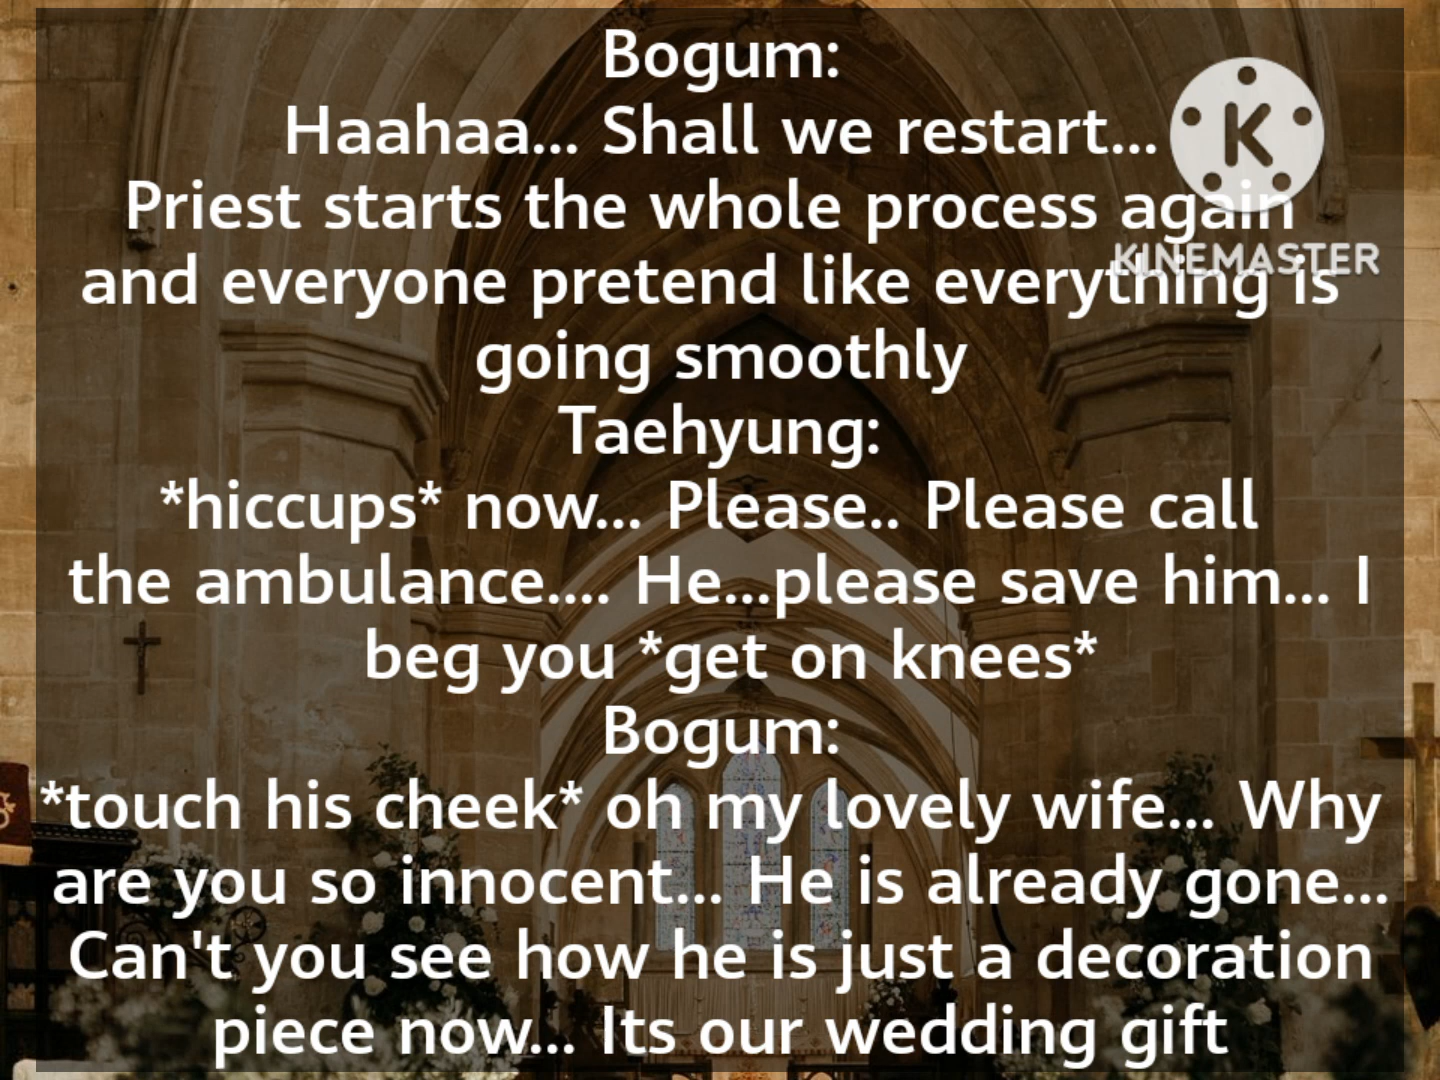 Bogum:
Haahaa... Shall we restart...
Priest starts the whole process again
and everyone pretend like everything is
going smoothly
Taehyung:
*hiccups* now... Please.. Please call
the ambulance.... He...please save him... I
beg you *get on knees*
Bogum:
*touch his cheek* oh my lovely wife... Why
are you so innocent... He is already gone...
Can't you see how he is just a decoration
piece now... Its our wedding gift
K
KINEMASTER